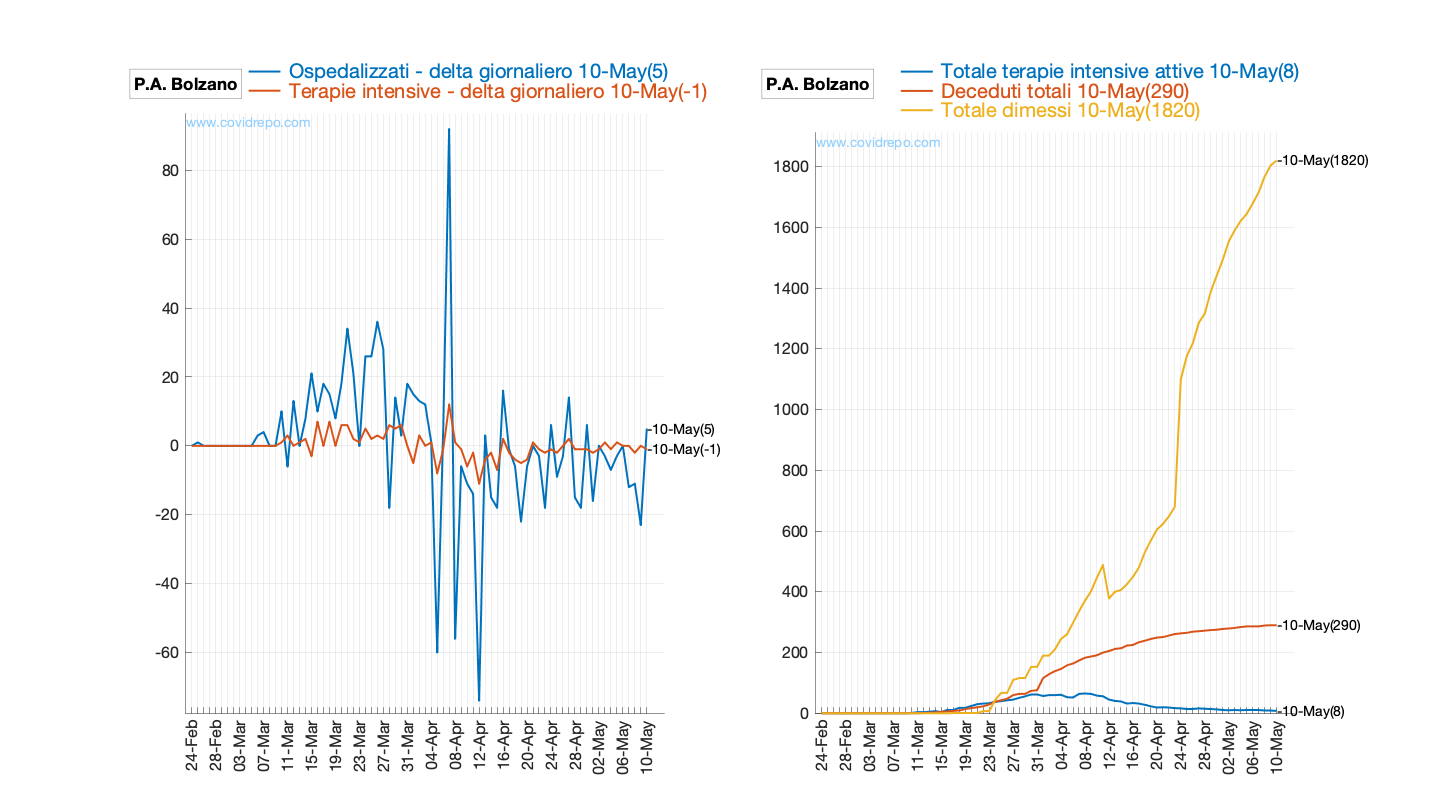 P.A. Bolzano
Ospedalizzati - delta giornaliero 10-May(5)
Terapie intensive - delta giornaliero 10-May(-1)
www.covidrepo.com
80
60
40
20
0
-20
-40
-60
-10-May(5)
-10-May(-1)
24-Feb
28-Feb
03-Mar
07-Mar
11-Mar
15-Mar
19-Mar
23-Mar
27-Mar
31-Mar
04-Apr
08-Apr
12-Apr
16-Apr
20-Apr
24-Apr
28-Apr
02-May
06-May
10-May
P.A. Bolzano
Totale terapie intensive attive 10-May(8)
Deceduti totali 10-May(290)
Totale dimessi 10-May(1820)
www.covidrepo.com
1800
1600
1400
1200
1000
800
600
400
200
0
-10-May(1820)
-10-May(290)
-10-May(8)
24-Feb
28-Feb
03-Mar
07-Mar
11-Mar
15-Mar
19-Mar
23-Mar
27-Mar
31-Mar
04-Apr
08-Apr
12-Apr
16-Apr
20-Apr
24-Apr
28-Apr
02-May
06-May
10-May